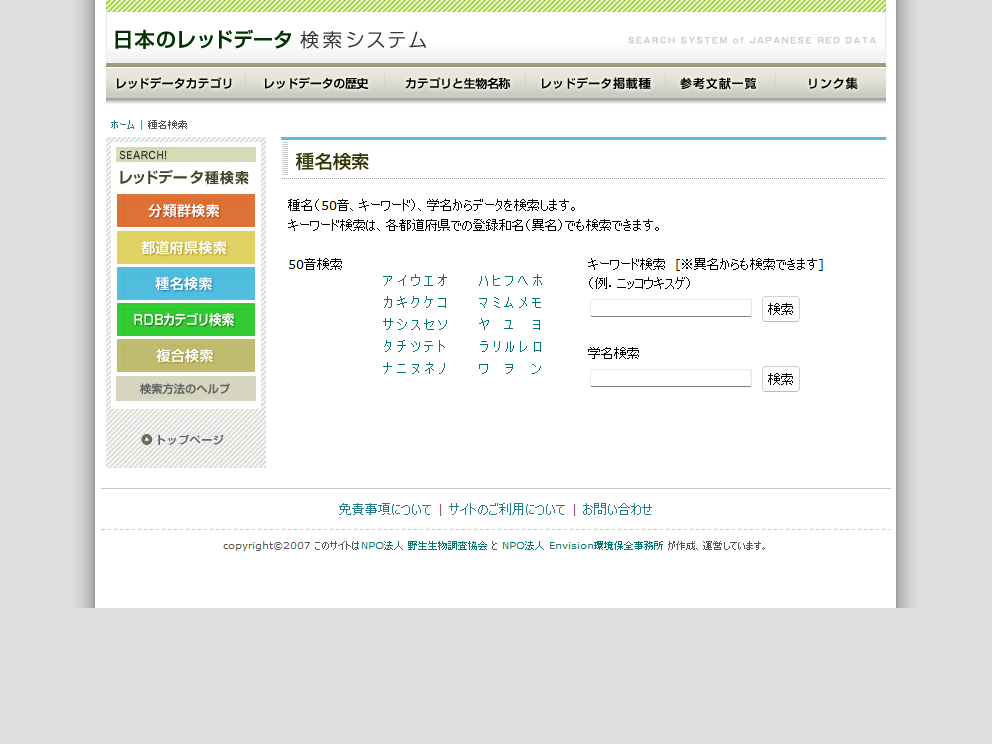 日本のレッドデータ 検索システム
SEARCH SYSTEM of JAPANESE RED DATA
レッドデータカテゴリ レッドデータの歴史 カテゴリと生物名称 レッドデータ掲載種 参考文献一覧 リンク集
ホーム | 種名検索
SEARCH!
レッドデータ種検索
分類群検索
都道府県検索
種名検索
RDBカテゴリ検索
複合検索
検索方法のヘルプ
トップページ
種名検索
種名(50音、キーワード)、学名からデータを検索します。
キーワード検索は、各都道府県での登録和名(異名)でも検索できます。
50音検索
ア イ ウ エ オ ハ ヒ フ ヘ ホ
カ キ ク ケ コ マ ミ ム メ モ
サ シ ス セ ソ ヤ ユ ヨ
タ チ ツ テ ト ラ リ ル レ ロ
ナ ニ ヌ ネ ノ ワ ヲ ン
キーワード検索 [※異名からも検索できます]
(例. ニッコウキスゲ)
検索
学名検索
検索
免責事項について | サイトのご利用について | お問い合わせ
copyright©2007 このサイトはNPO法人 野生生物調査協会 と NPO法人 Envision環境保全事務所 が作成、運営しています。